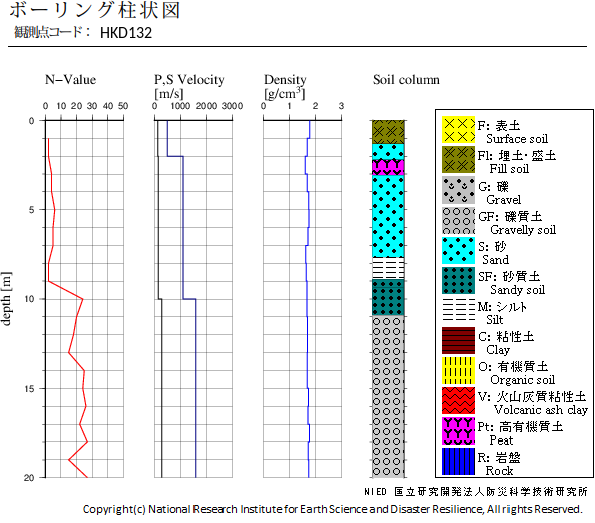 ボーリング柱状図
観測点コード： HKD132
N-Value
P,S Velocity
[m/s]
Density
[g/cm3]
Soil column
0 10 20 30 40 50
0 1000 2000 3000
0 1 2 3
0
5
10
15
20
depth [m]
F: 表土
Surface soil
Fl: 埋土・盛土
Fill soil
G: 礫
Gravel
GF: 礫質土
Gravelly soil
S: 砂
Sand
SF: 砂質土
Sandy soil
M: シルト
Silt
C: 粘性土
Clay
O: 有機質土
Organic soil
V: 火山灰質粘性土
Volcanic ash clay
Pt: 高有機質土
Peat
R: 岩盤
Rock
NIED 国立研究開発法人防災科学技術研究所
Copyright(c) National Research Institute for Earth Science and Disaster Resilience, All rights Reserved.